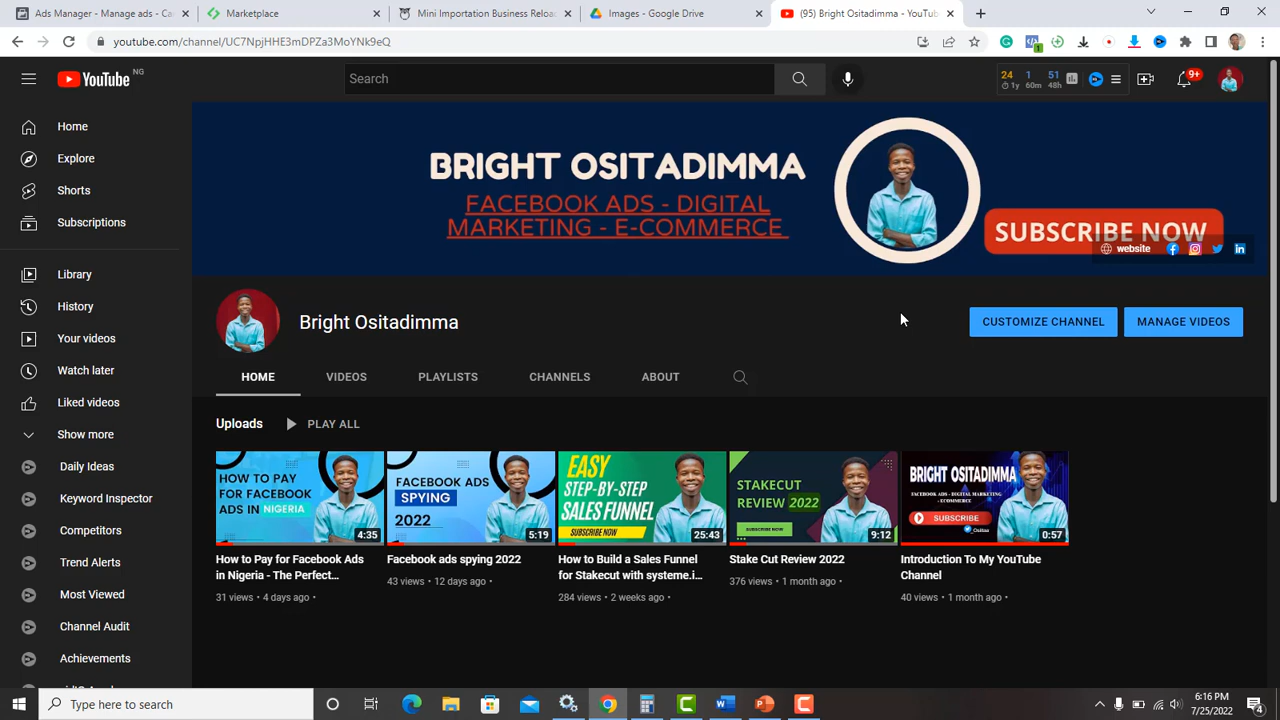 Ads Manager - Manage ads - Ca
Marketplace
Mini Importation Business Reloa
Images - Google Drive
(95) Bright Ositadimma - YouTub
youtube.com/channel/UC7NpjHHE3mDPZa3MoYNk9eQ
YouTube NG
Search
24 1 51
1y 60m 48h
9+
Home
Explore
Shorts
Subscriptions
Library
History
Your videos
Watch later
Liked videos
Show more
Daily Ideas
Keyword Inspector
Competitors
Trend Alerts
Most Viewed
Channel Audit
Achievements
BRIGHT OSITADIMMA
FACEBOOK ADS - DIGITAL
MARKETING - E-COMMERCE
SUBSCRIBE NOW
website
Bright Ositadimma
CUSTOMIZE CHANNEL
MANAGE VIDEOS
HOME
VIDEOS
PLAYLISTS
CHANNELS
ABOUT
Uploads
PLAY ALL
HOW TO PAY
FOR FACEBOOK
ADS IN NIGERIA
4:35
How to Pay for Facebook Ads
in Nigeria - The Perfect...
31 views • 4 days ago •
FACEBOOK ADS
SPYING
2022
5:19
Facebook ads spying 2022
43 views • 12 days ago •
EASY
STEP-BY-STEP
SALES FUNNEL
SUBSCRIBE NOW
25:43
How to Build a Sales Funnel
for Stakecut with systeme.i...
284 views • 2 weeks ago •
STAKECUT
REVIEW 2022
SUBSCRIBE NOW
9:12
Stake Cut Review 2022
376 views • 1 month ago •
BRIGHT OSITADIMMA
FACEBOOK ADS - DIGITAL MARKETING
- ECOMMERCE
SUBSCRIBE
0:57
Introduction To My YouTube
Channel
40 views • 1 month ago •
Type here to search
6:16 PM
7/25/2022
4